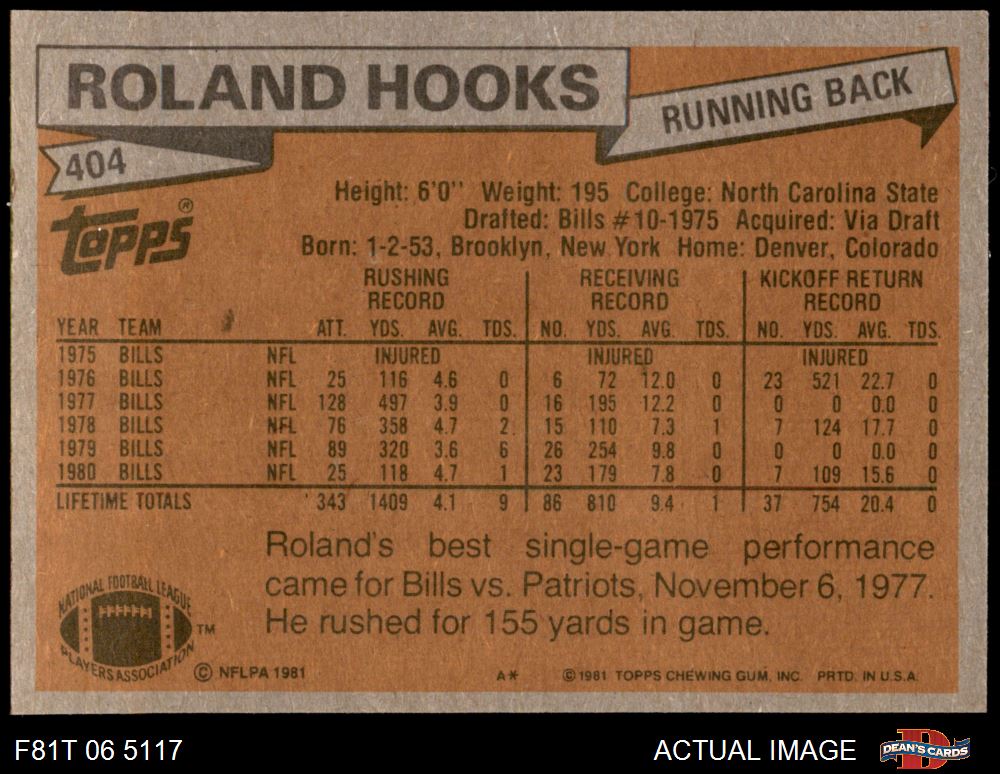 ROLAND HOOKS
RUNNING BACK
404
Topps®
Height: 6'0'' Weight: 195 College: North Carolina State
Drafted: Bills #10-1975 Acquired: Via Draft
Born: 1-2-53, Brooklyn, New York Home: Denver, Colorado
RUSHING RECORD RECEIVING RECORD KICKOFF RETURN RECORD
YEAR TEAM ATT. YDS. AVG. TDS. NO. YDS. AVG. TDS. NO. YDS. AVG. TDS.
1975 BILLS NFL INJURED INJURED INJURED
1976 BILLS NFL 25 116 4.6 0 6 72 12.0 0 23 521 22.7 0
1977 BILLS NFL 128 497 3.9 0 16 195 12.2 0 0 0 0.0 0
1978 BILLS NFL 76 358 4.7 2 15 110 7.3 1 7 124 17.7 0
1979 BILLS NFL 89 320 3.6 6 26 254 9.8 0 0 0 0.0 0
1980 BILLS NFL 25 118 4.7 1 23 179 7.8 0 7 109 15.6 0
LIFETIME TOTALS 343 1409 4.1 9 86 810 9.4 1 37 754 20.4 0
Roland's best single-game performance
came for Bills vs. Patriots, November 6, 1977.
He rushed for 155 yards in game.
NATIONAL FOOTBALL LEAGUE
PLAYERS ASSOCIATION
TM
© NFLPA 1981
A*
© 1981 TOPPS CHEWING GUM, INC. PRTD. IN U.S.A.
F81T 06 5117
ACTUAL IMAGE
DEAN'S CARDS